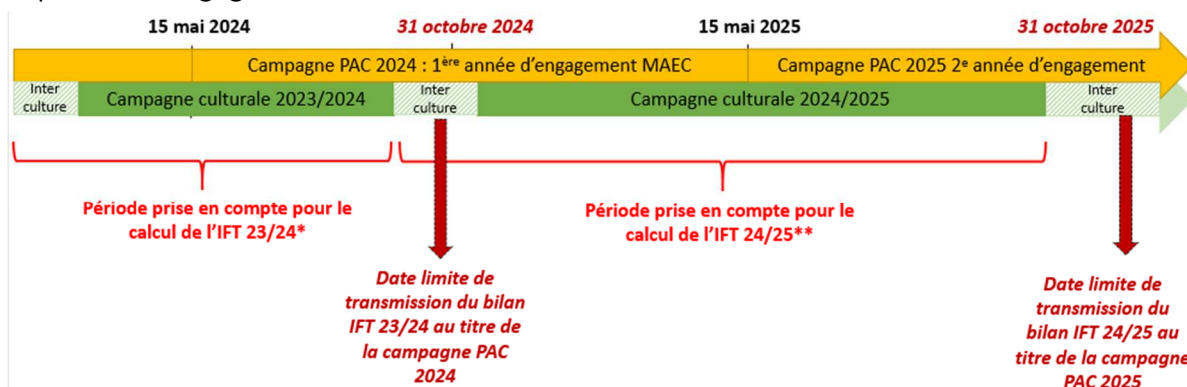 15 mai 2024
31 octobre 2024
15 mai 2025
31 octobre 2025
Campagne PAC 2024 : 1ère année d'engagement MAEC
Campagne PAC 2025 2e année d'engagement
Inter
culture
Campagne culturale 2023/2024
Inter
culture
Campagne culturale 2024/2025
Inter
culture
Période prise en compte pour le
calcul de l'IFT 23/24*
Période prise en compte pour le
calcul de l'IFT 24/25**
Date limite de
transmission du bilan
IFT 23/24 au titre de
la campagne PAC
2024
Date limite de
transmission du
bilan IFT 24/25 au
titre de la campagne
PAC 2025